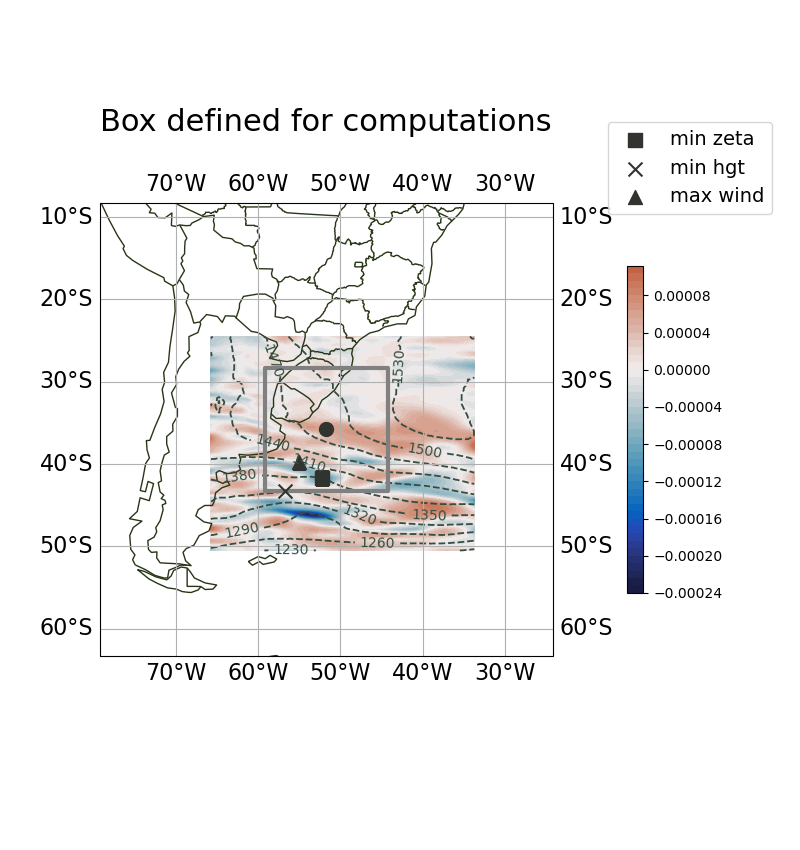 Box defined for computations
min zeta
min hgt
max wind
70°W 60°W 50°W 40°W 30°W
10°S 10°S
20°S
30°S
40°S
50°S 50°S
60°S 60°S
70°W 60°W 50°W 40°W 30°W
1470
1530
1440
1500
1410
1380
1350
1320
1290
1260
1230
0.00008
0.00004
0.00000
−0.00004
−0.00008
−0.00012
−0.00016
−0.00020
−0.00024